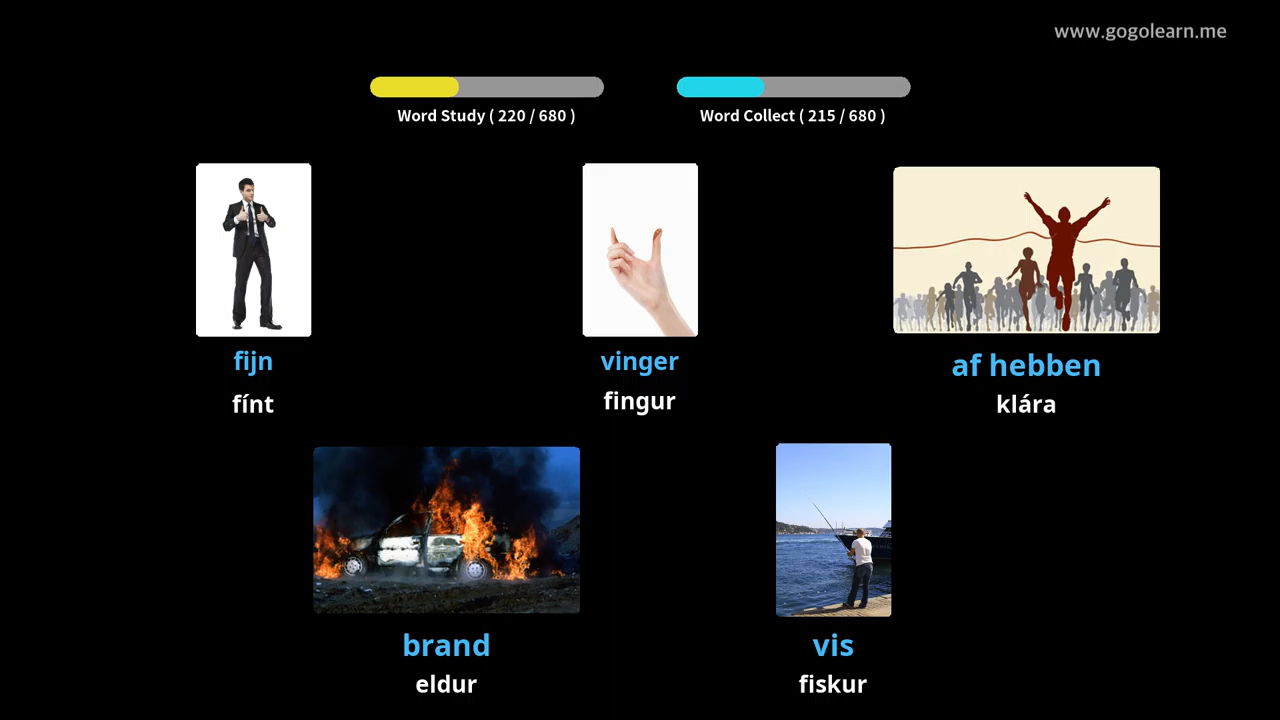 www.gogolearn.me
Word Study ( 220 / 680 )
Word Collect ( 215 / 680 )
fijn
fínt
vinger
fingur
af hebben
klára
brand
eldur
vis
fiskur